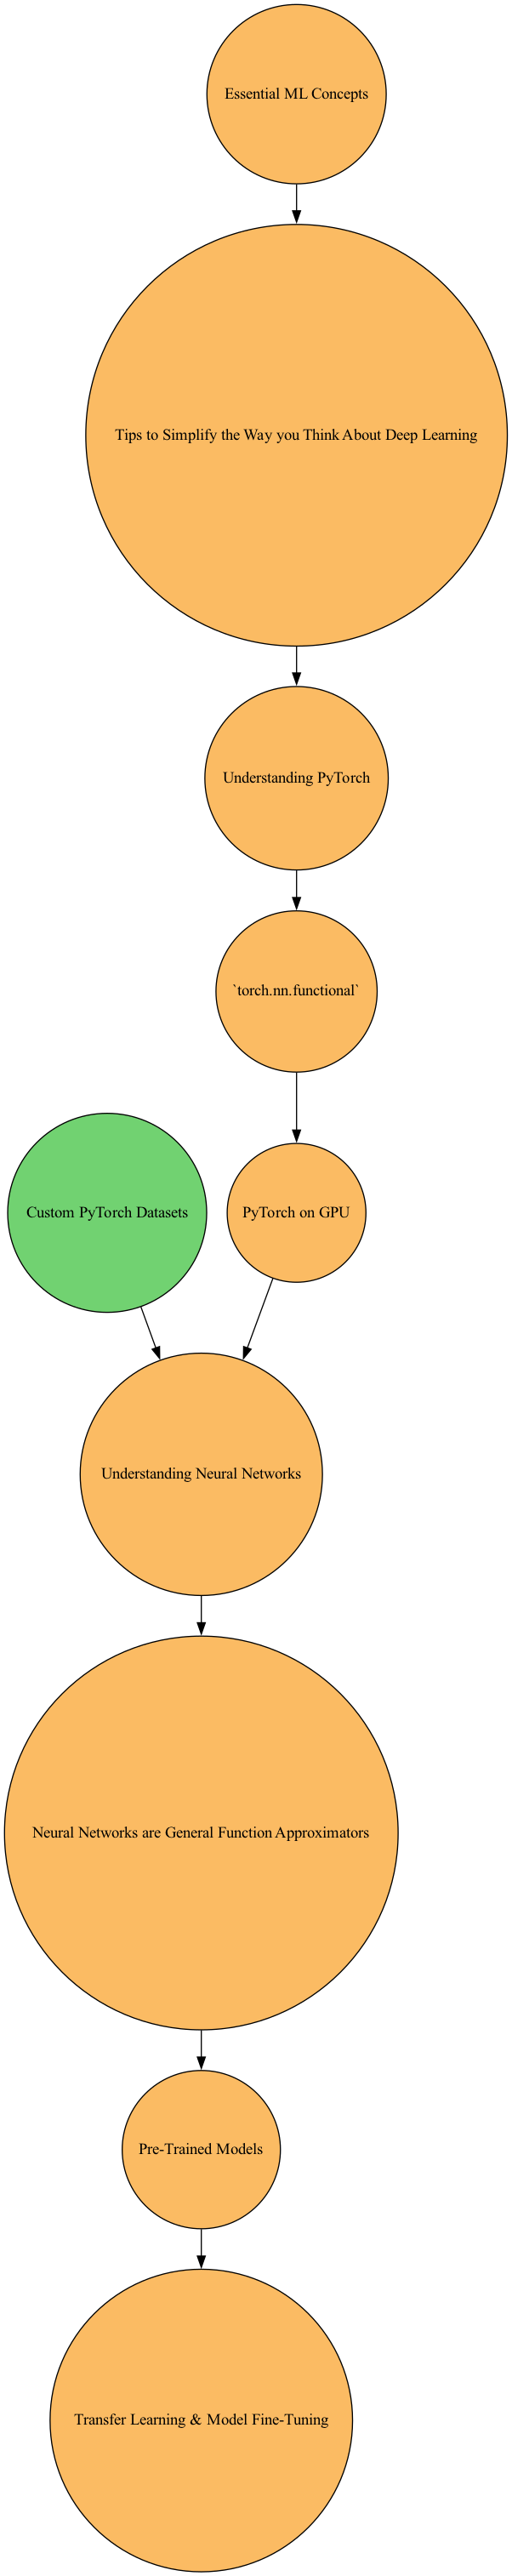 Essential ML Concepts
Tips to Simplify the Way you Think About Deep Learning
Understanding PyTorch
`torch.nn.functional`
Custom PyTorch Datasets
PyTorch on GPU
Understanding Neural Networks
Neural Networks are General Function Approximators
Pre-Trained Models
Transfer Learning & Model Fine-Tuning